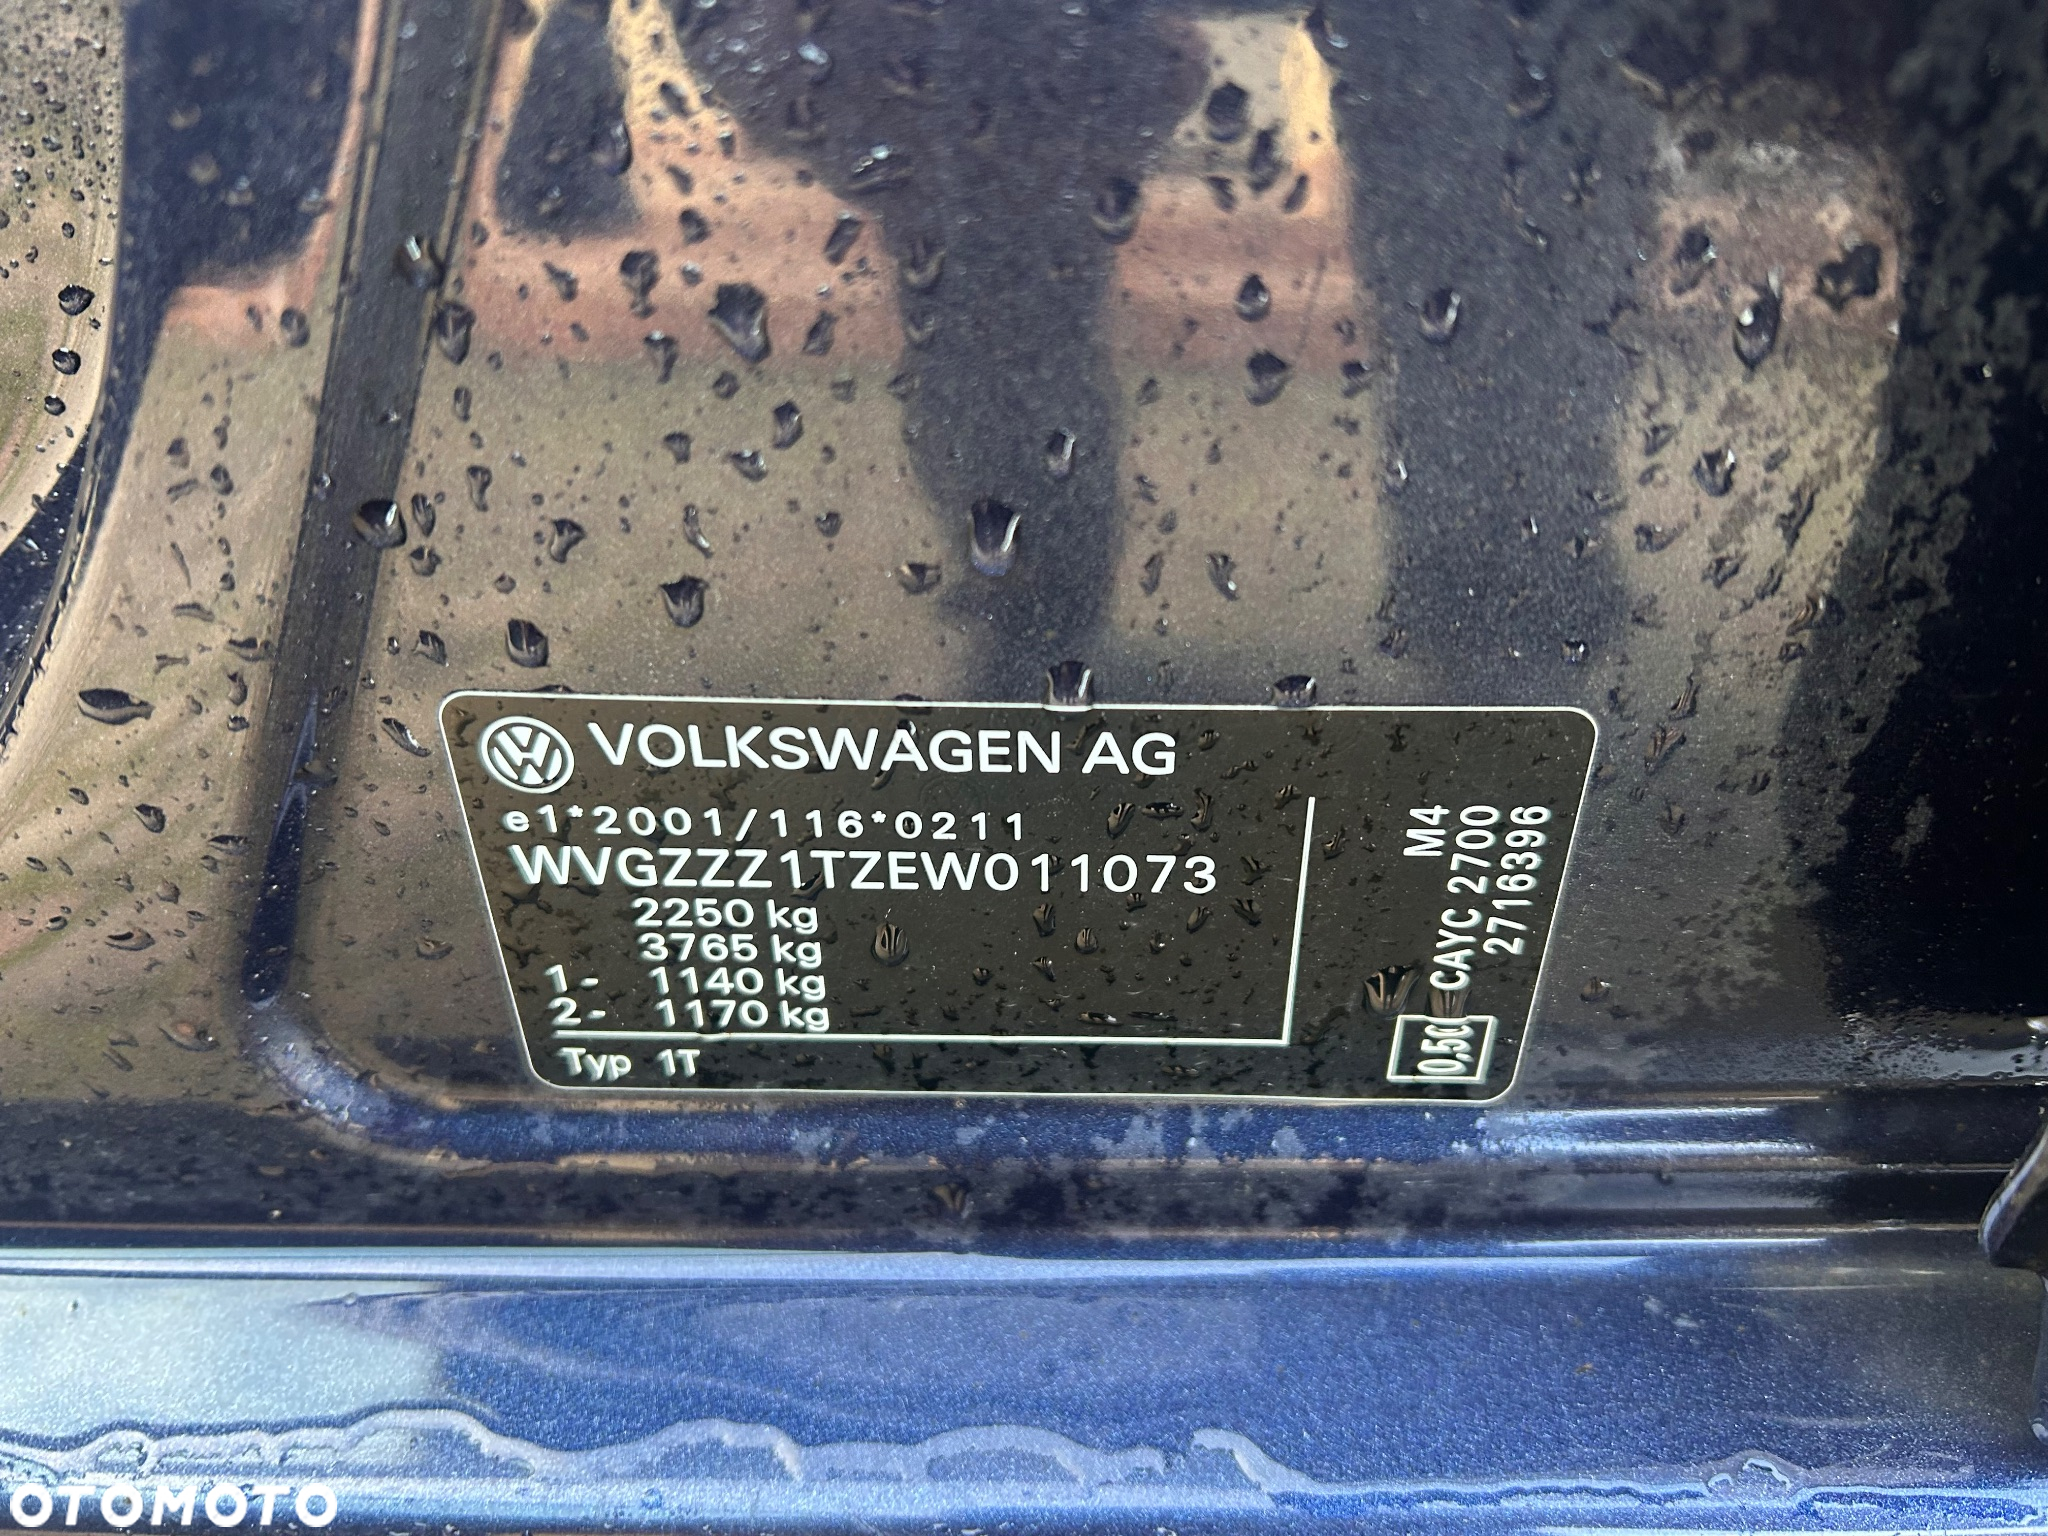 VOLKSWAGEN AG
e1*2001/116*0211
WVGZZZ1TZEW011073
2250 kg
3765 kg
1- 1140 kg
2- 1170 kg
Typ 1T
M4
CAYC 2700
2716396
0,50
OTOMOTO